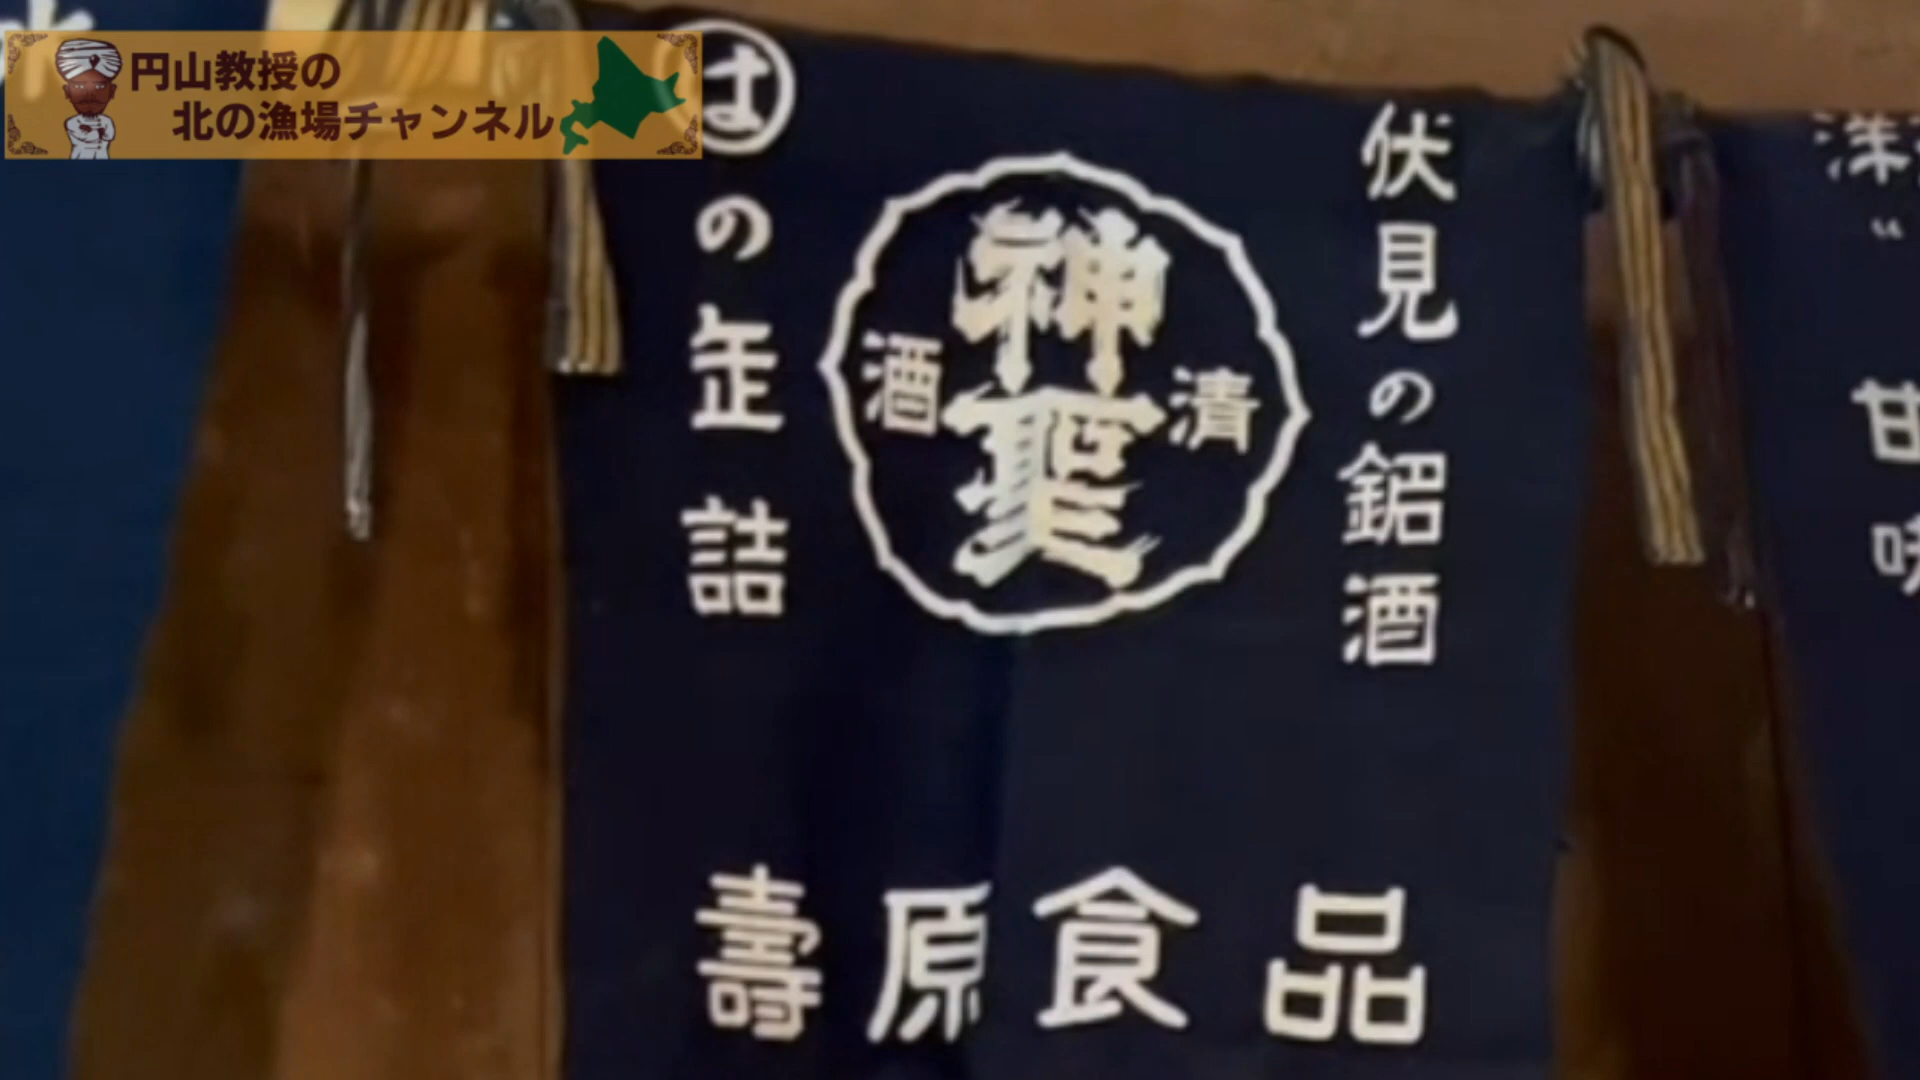 円山教授の
北の漁場チャンネル
伏見の銘酒
清酒
神聖
はの缶詰
壽原食品
甘